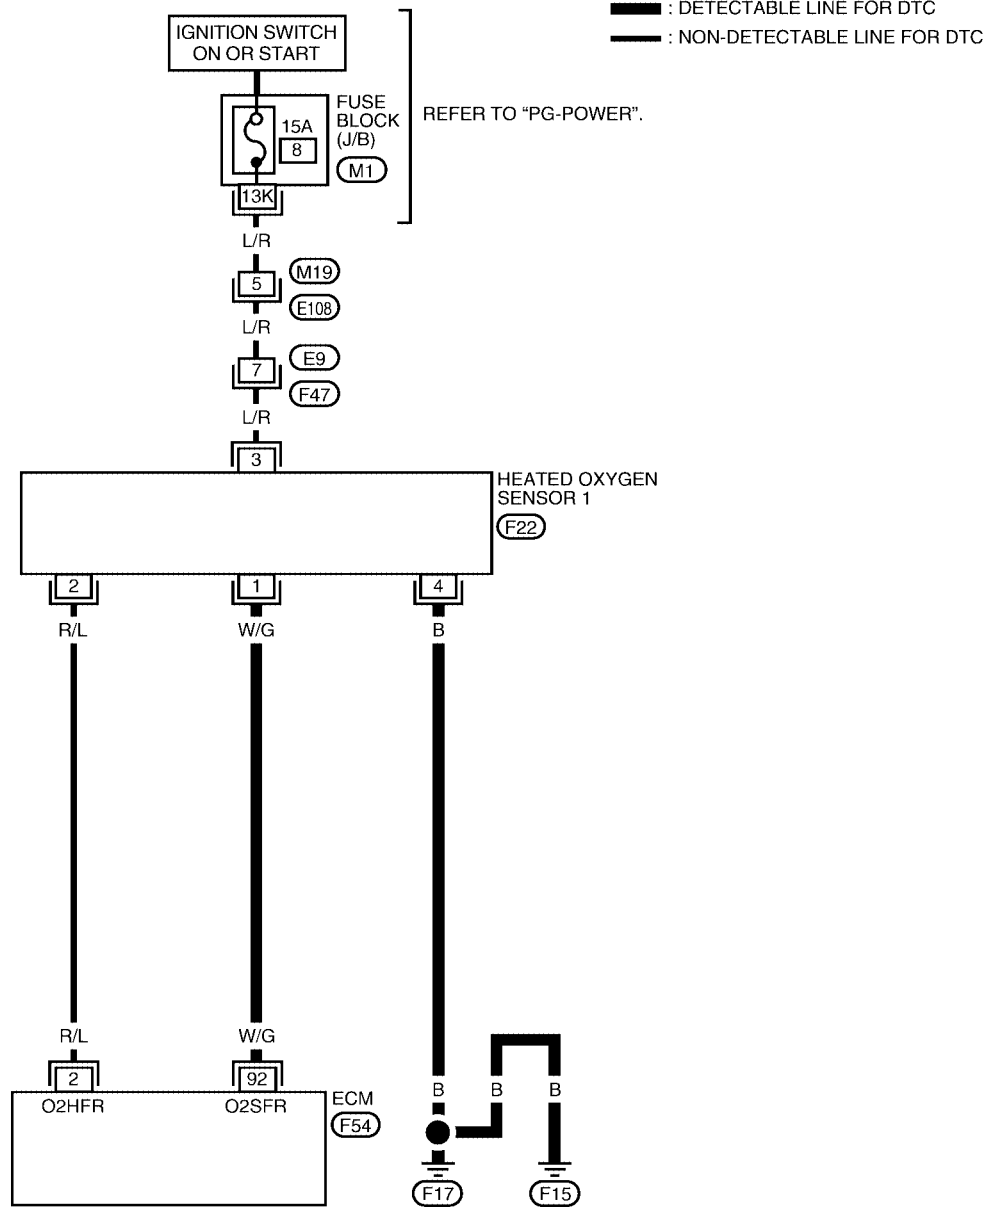 : DETECTABLE LINE FOR DTC
: NON-DETECTABLE LINE FOR DTC
IGNITION SWITCH
ON OR START
FUSE
BLOCK
(J/B)
M1
15A
8
REFER TO “PG-POWER”.
13K
L/R
5
M19
E108
L/R
7
E9
F47
L/R
3
HEATED OXYGEN
SENSOR 1
F22
2
1
4
R/L
W/G
B
R/L
W/G
B
B
B
2
92
O2HFR
O2SFR
ECM
F54
F17
F15